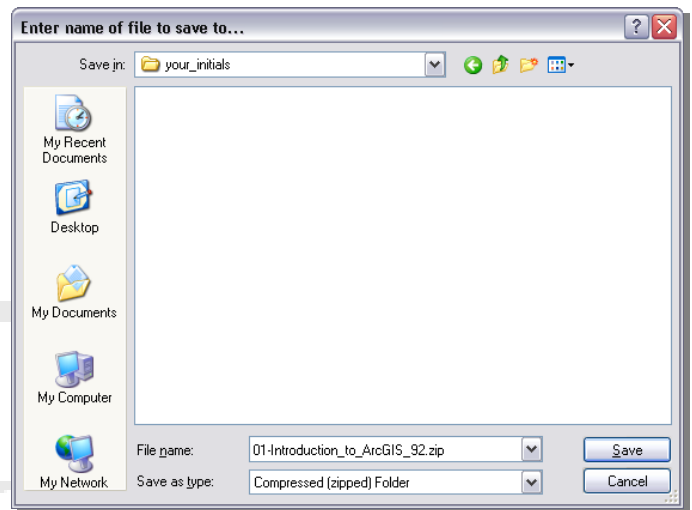 Enter name of file to save to...
Save in:
your_initials
My Recent
Documents
Desktop
My Documents
My Computer
My Network
File name:
01-Introduction_to_ArcGIS_92.zip
Save
Save as type:
Compressed (zipped) Folder
Cancel